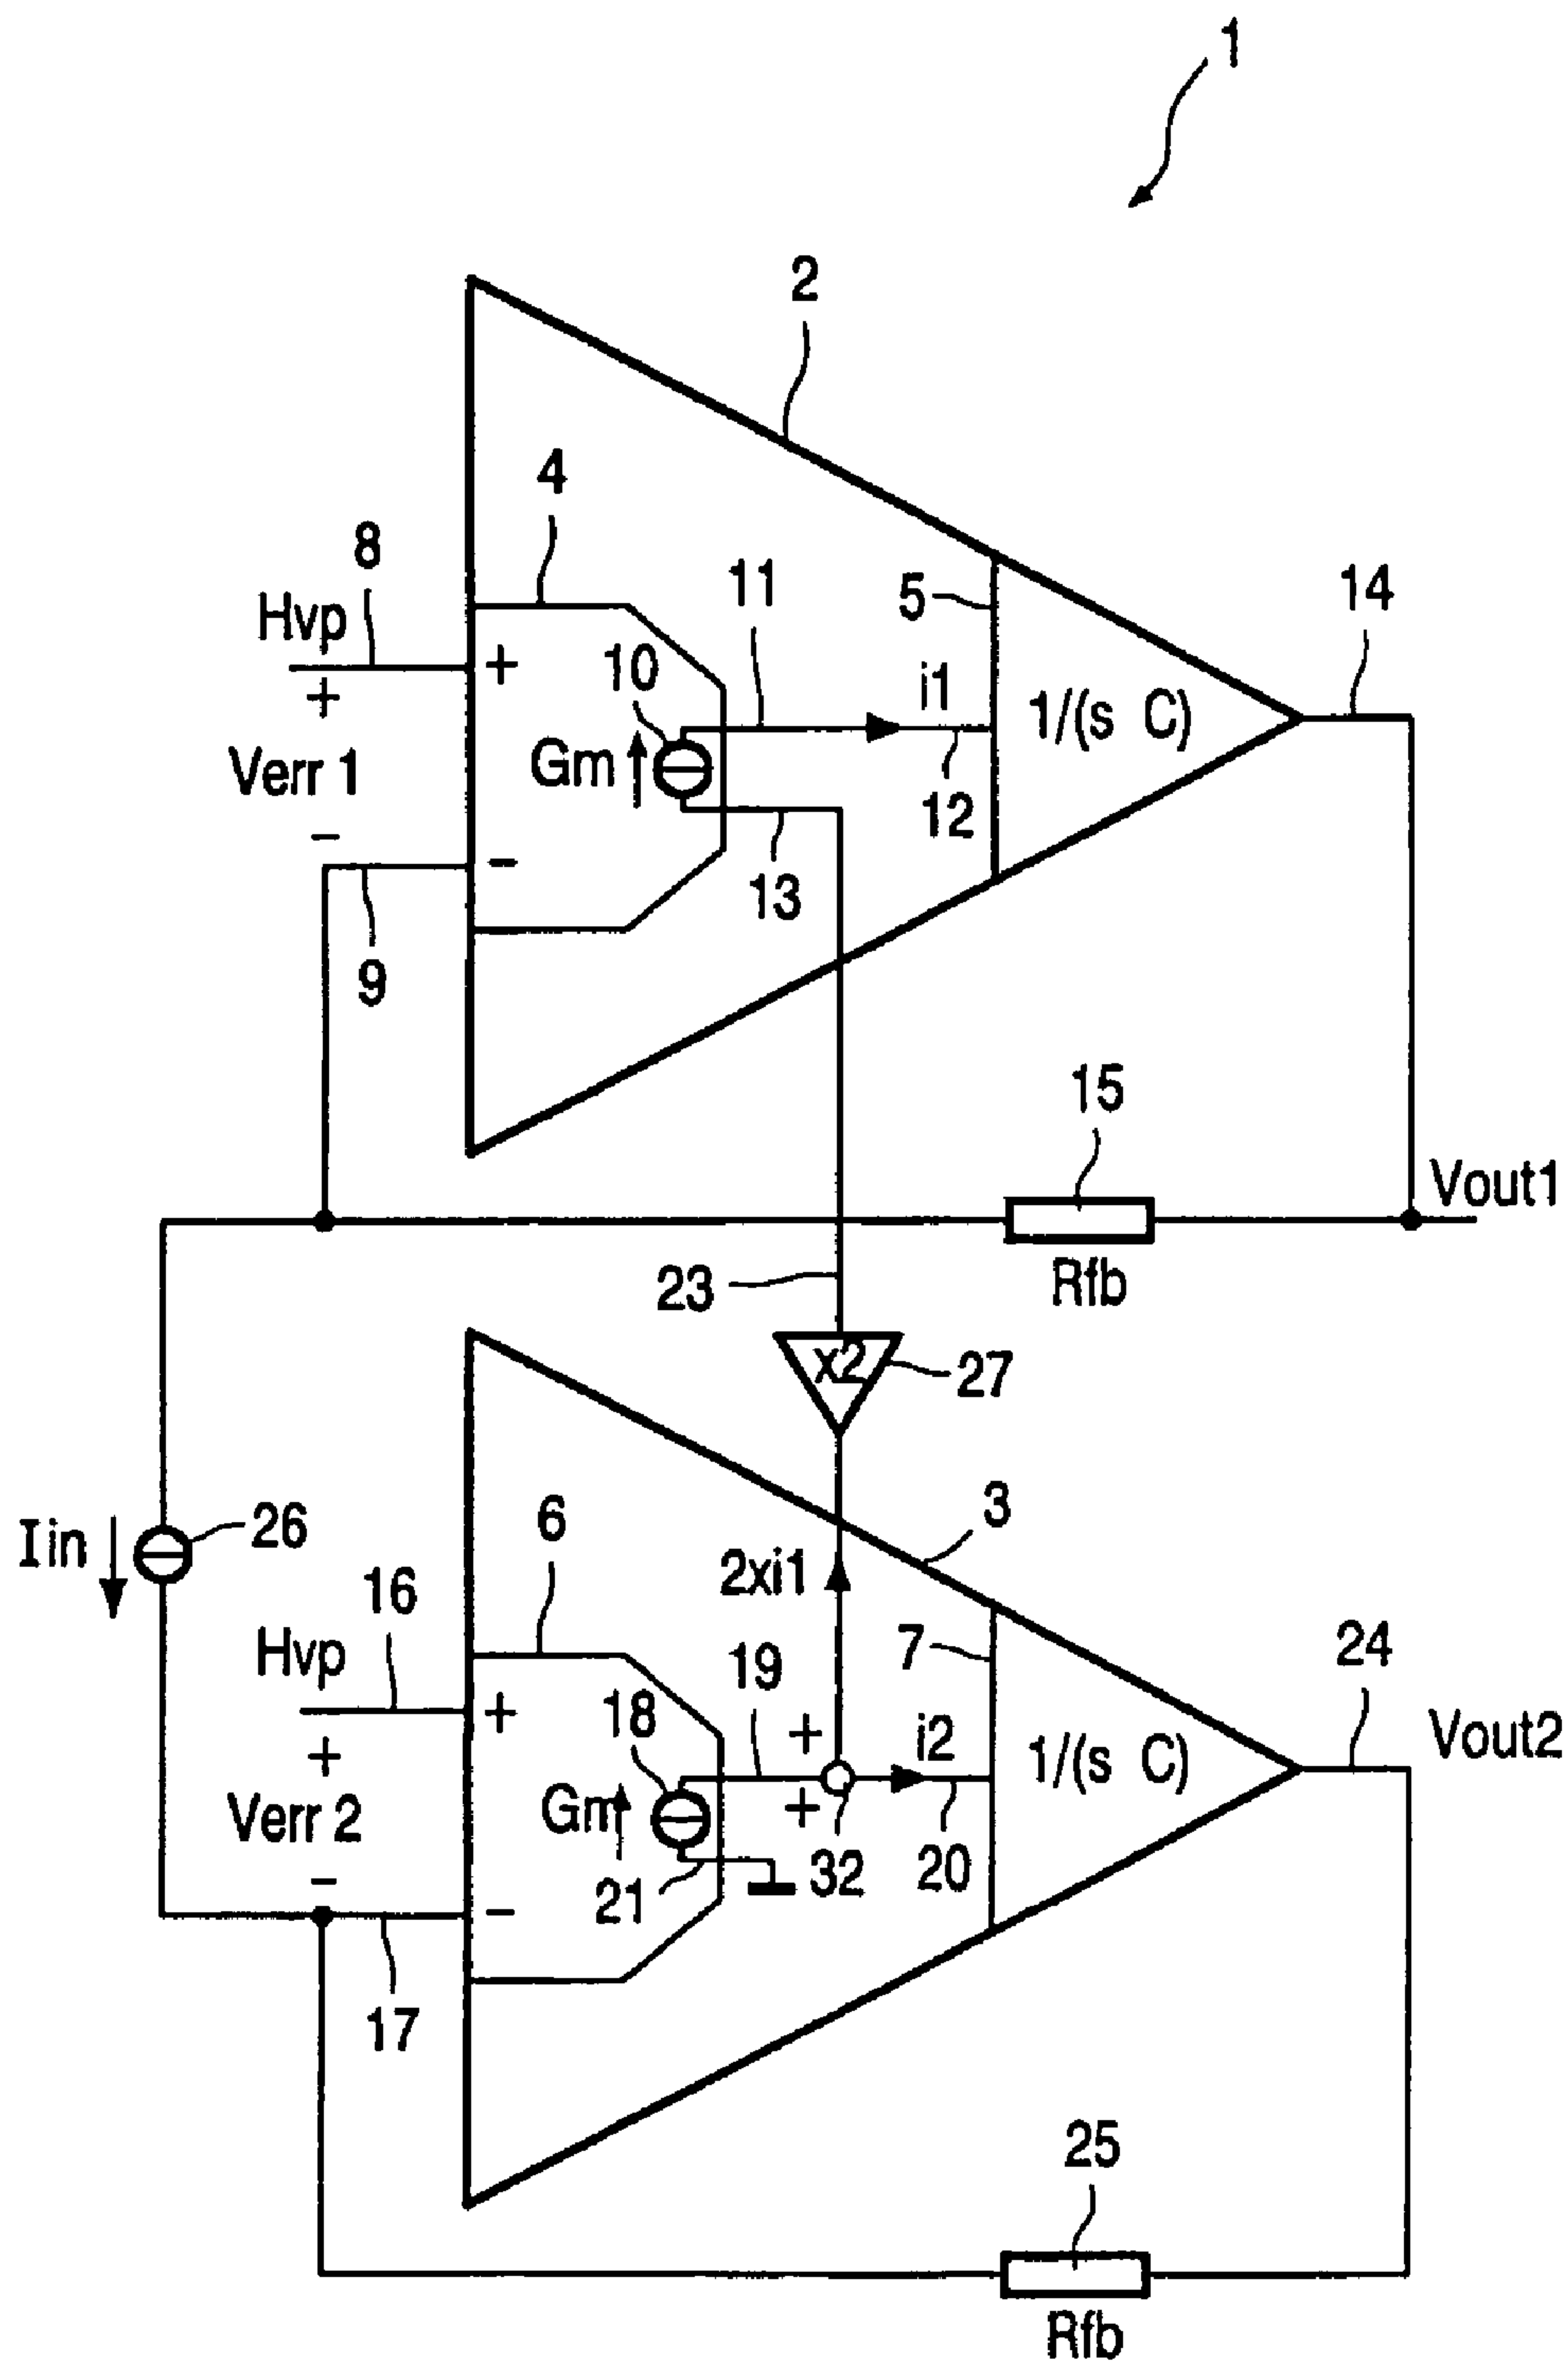 1
2
4
8
Hvp
+
+
10
11
5
i1
1/(s C)
14
Verr 1
Gm
12
−
−
13
9
15
Vout1
23
Rfb
x2
27
3
6
Iin
26
2xi1
16
Hvp
7
24
19
+
18
+
i2
1/(s C)
Vout2
+
Gm
+
Verr 2
21
32
20
−
−
17
25
Rfb